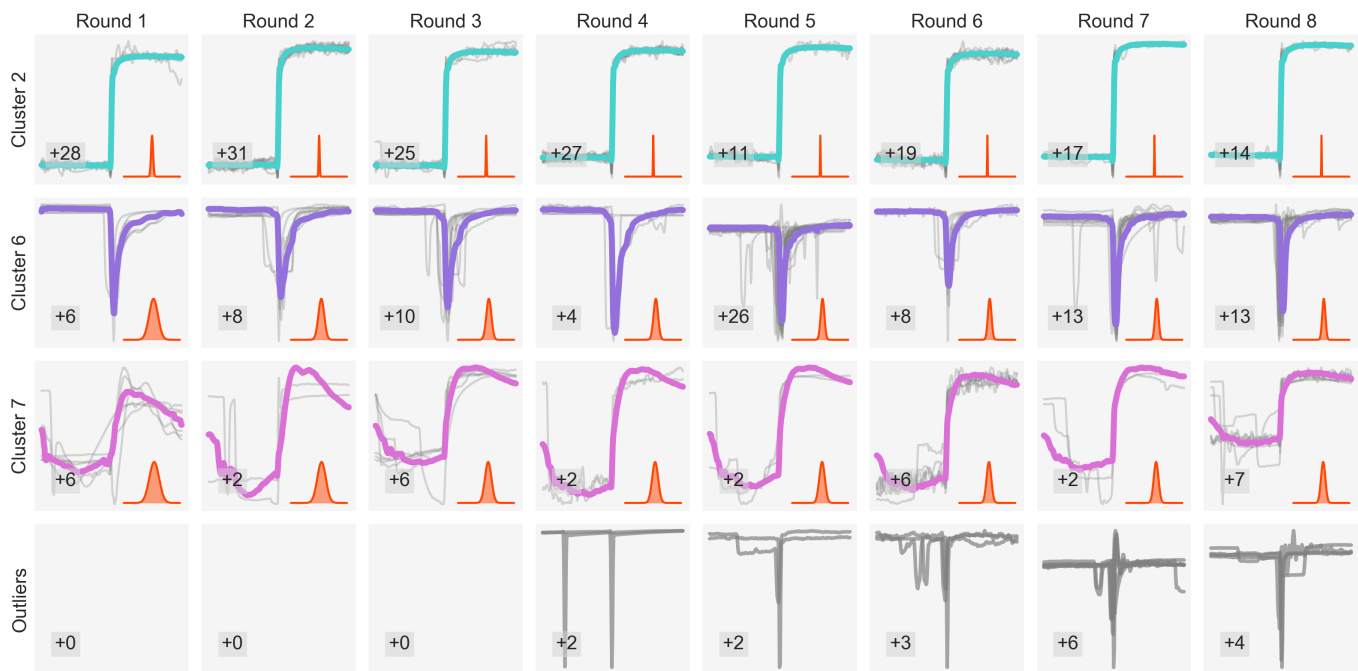 Round 1 Round 2 Round 3 Round 4 Round 5 Round 6 Round 7 Round 8
Cluster 2
+28 +31 +25 +27 +11 +19 +17 +14
Cluster 6
+6 +8 +10 +4 +26 +8 +13 +13
Cluster 7
+6 +2 +6 +2 +2 +6 +2 +7
Outliers
+0 +0 +0 +2 +2 +3 +6 +4